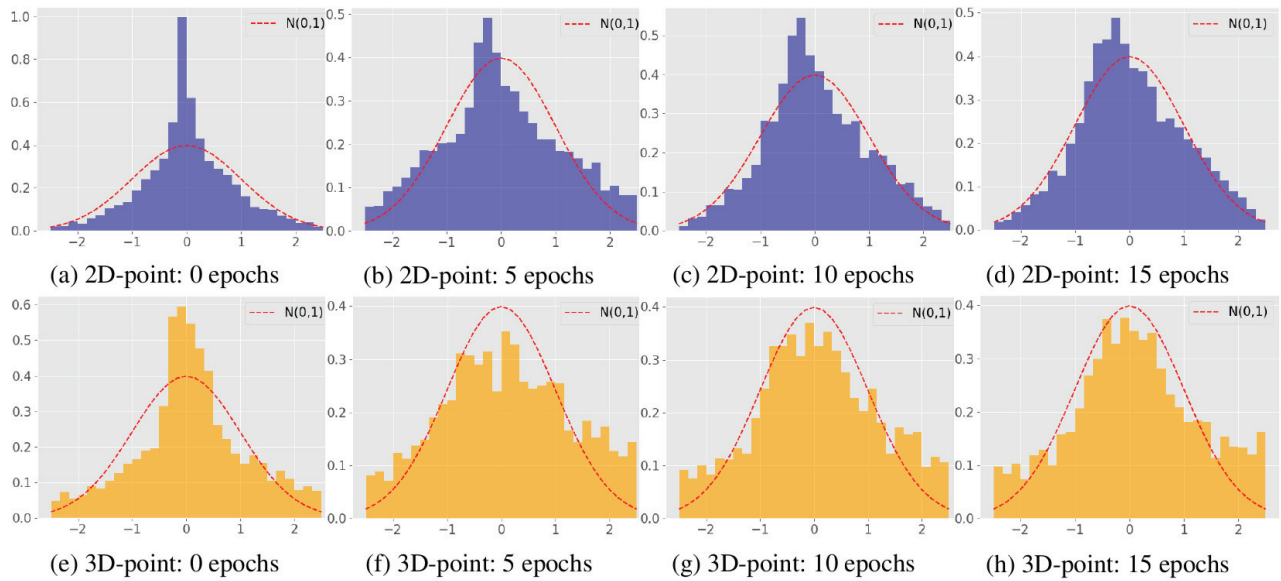 N(0,1) N(0,1) N(0,1) N(0,1)
1.0 0.5 0.5
0.8 0.4 0.4 0.4
0.6 0.3 0.3
0.4 0.2 0.2 0.2
0.2 0.1 0.1
0.0 0.0 0.0 0.0
−2 −1 0 1 2 −2 −1 0 1 2 −2 −1 0 1 2 −2 −1 0 1 2
(a) 2D-point: 0 epochs (b) 2D-point: 5 epochs (c) 2D-point: 10 epochs (d) 2D-point: 15 epochs
N(0,1) N(0,1) N(0,1) N(0,1)
0.6 0.4 0.4 0.4
0.5
0.4 0.3 0.3 0.3
0.3 0.2 0.2 0.2
0.2
0.1 0.1 0.1 0.1
0.0 0.0 0.0 0.0
−2 −1 0 1 2 −2 −1 0 1 2 −2 −1 0 1 2 −2 −1 0 1 2
(e) 3D-point: 0 epochs (f) 3D-point: 5 epochs (g) 3D-point: 10 epochs (h) 3D-point: 15 epochs